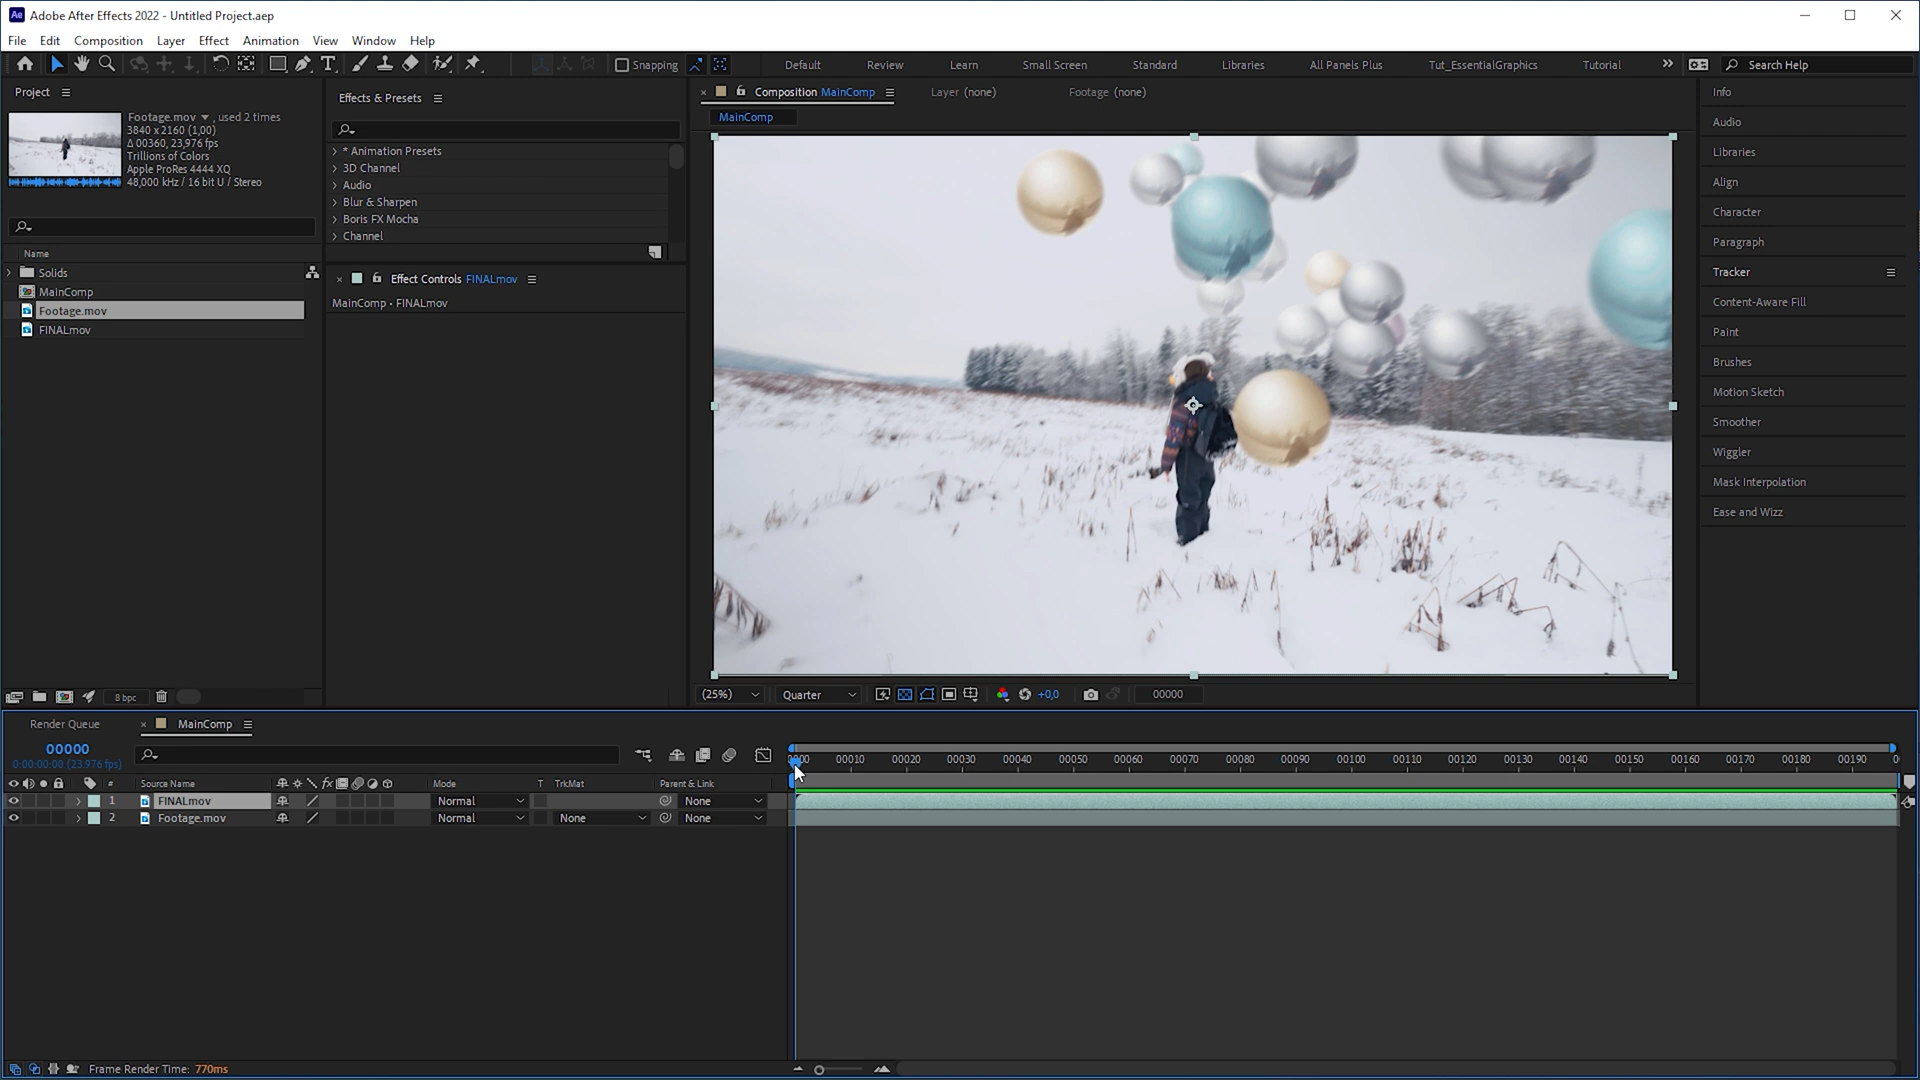 Ae Adobe After Effects 2022 - Untitled Project.aep
File Edit Composition Layer Effect Animation View Window Help
Snapping Default Review Learn Small Screen Standard Libraries All Panels Plus Tut_EssentialGraphics Tutorial Search Help
Project
Footage.mov , used 2 times
3840 x 2160 (1,00)
Δ 00360, 23,976 fps
Trillions of Colors
Apple ProRes 4444 XQ
48,000 kHz / 16 bit U / Stereo
Name
Solids
MainComp
Footage.mov
FINALmov
8 bpc
Effects & Presets
* Animation Presets
3D Channel
Audio
Blur & Sharpen
Boris FX Mocha
Channel
Effect Controls FINALmov
MainComp • FINALmov
Composition MainComp Layer (none) Footage (none)
MainComp
(25%) Quarter +0,0 00000
Info
Audio
Libraries
Align
Character
Paragraph
Tracker
Content-Aware Fill
Paint
Brushes
Motion Sketch
Smoother
Wiggler
Mask Interpolation
Ease and Wizz
Render Queue MainComp
00000
0:00:00:00 (23.976 fps)
00010 00020 00030 00040 00050 00060 00070 00080 00090 00100 00110 00120 00130 00140 00150 00160 00170 00180 00190
# Source Name fx Mode T TrkMat Parent & Link
1 FINALmov Normal None
2 Footage.mov Normal None None
Frame Render Time: 770ms